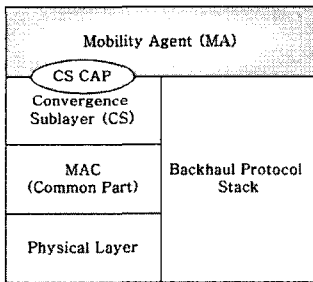 Mobility Agent (MA)
CS CAP
Convergence
Sublayer (CS)
MAC
(Common Part)
Backhaul Protocol
Stack
Physical Layer